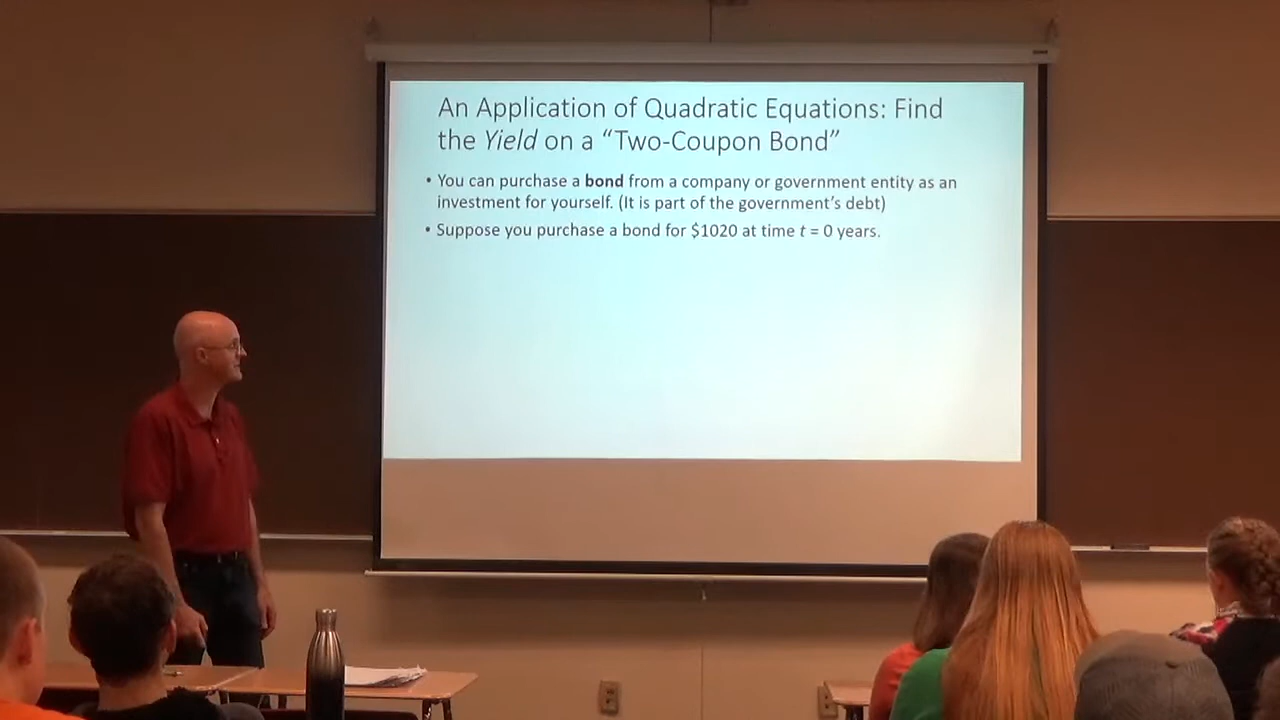 An Application of Quadratic Equations: Find
the Yield on a “Two-Coupon Bond”
• You can purchase a bond from a company or government entity as an
investment for yourself. (It is part of the government’s debt)
• Suppose you purchase a bond for $1020 at time t = 0 years.